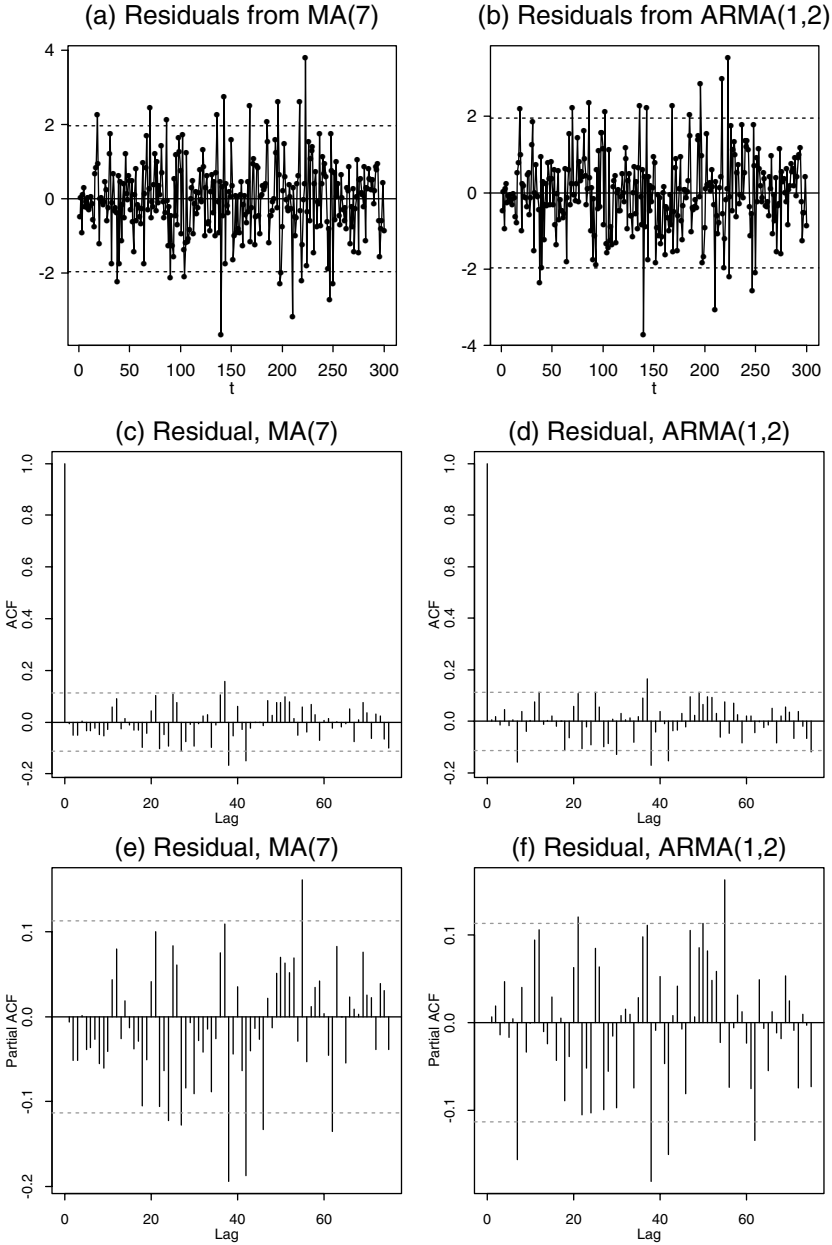 (a) Residuals from MA(7)
4
2
0
-2
0 50 100 150 200 250 300
t
(b) Residuals from ARMA(1,2)
2
0
-2
-4
0 50 100 150 200 250 300
t
(c) Residual, MA(7)
ACF
1.0
0.8
0.6
0.4
0.2
0.0
-0.2
0 20 40 60
Lag
(d) Residual, ARMA(1,2)
ACF
1.0
0.8
0.6
0.4
0.2
0.0
-0.2
0 20 40 60
Lag
(e) Residual, MA(7)
Partial ACF
0.1
0.0
-0.1
-0.2
0 20 40 60
Lag
(f) Residual, ARMA(1,2)
Partial ACF
0.1
0.0
-0.1
0 20 40 60
Lag